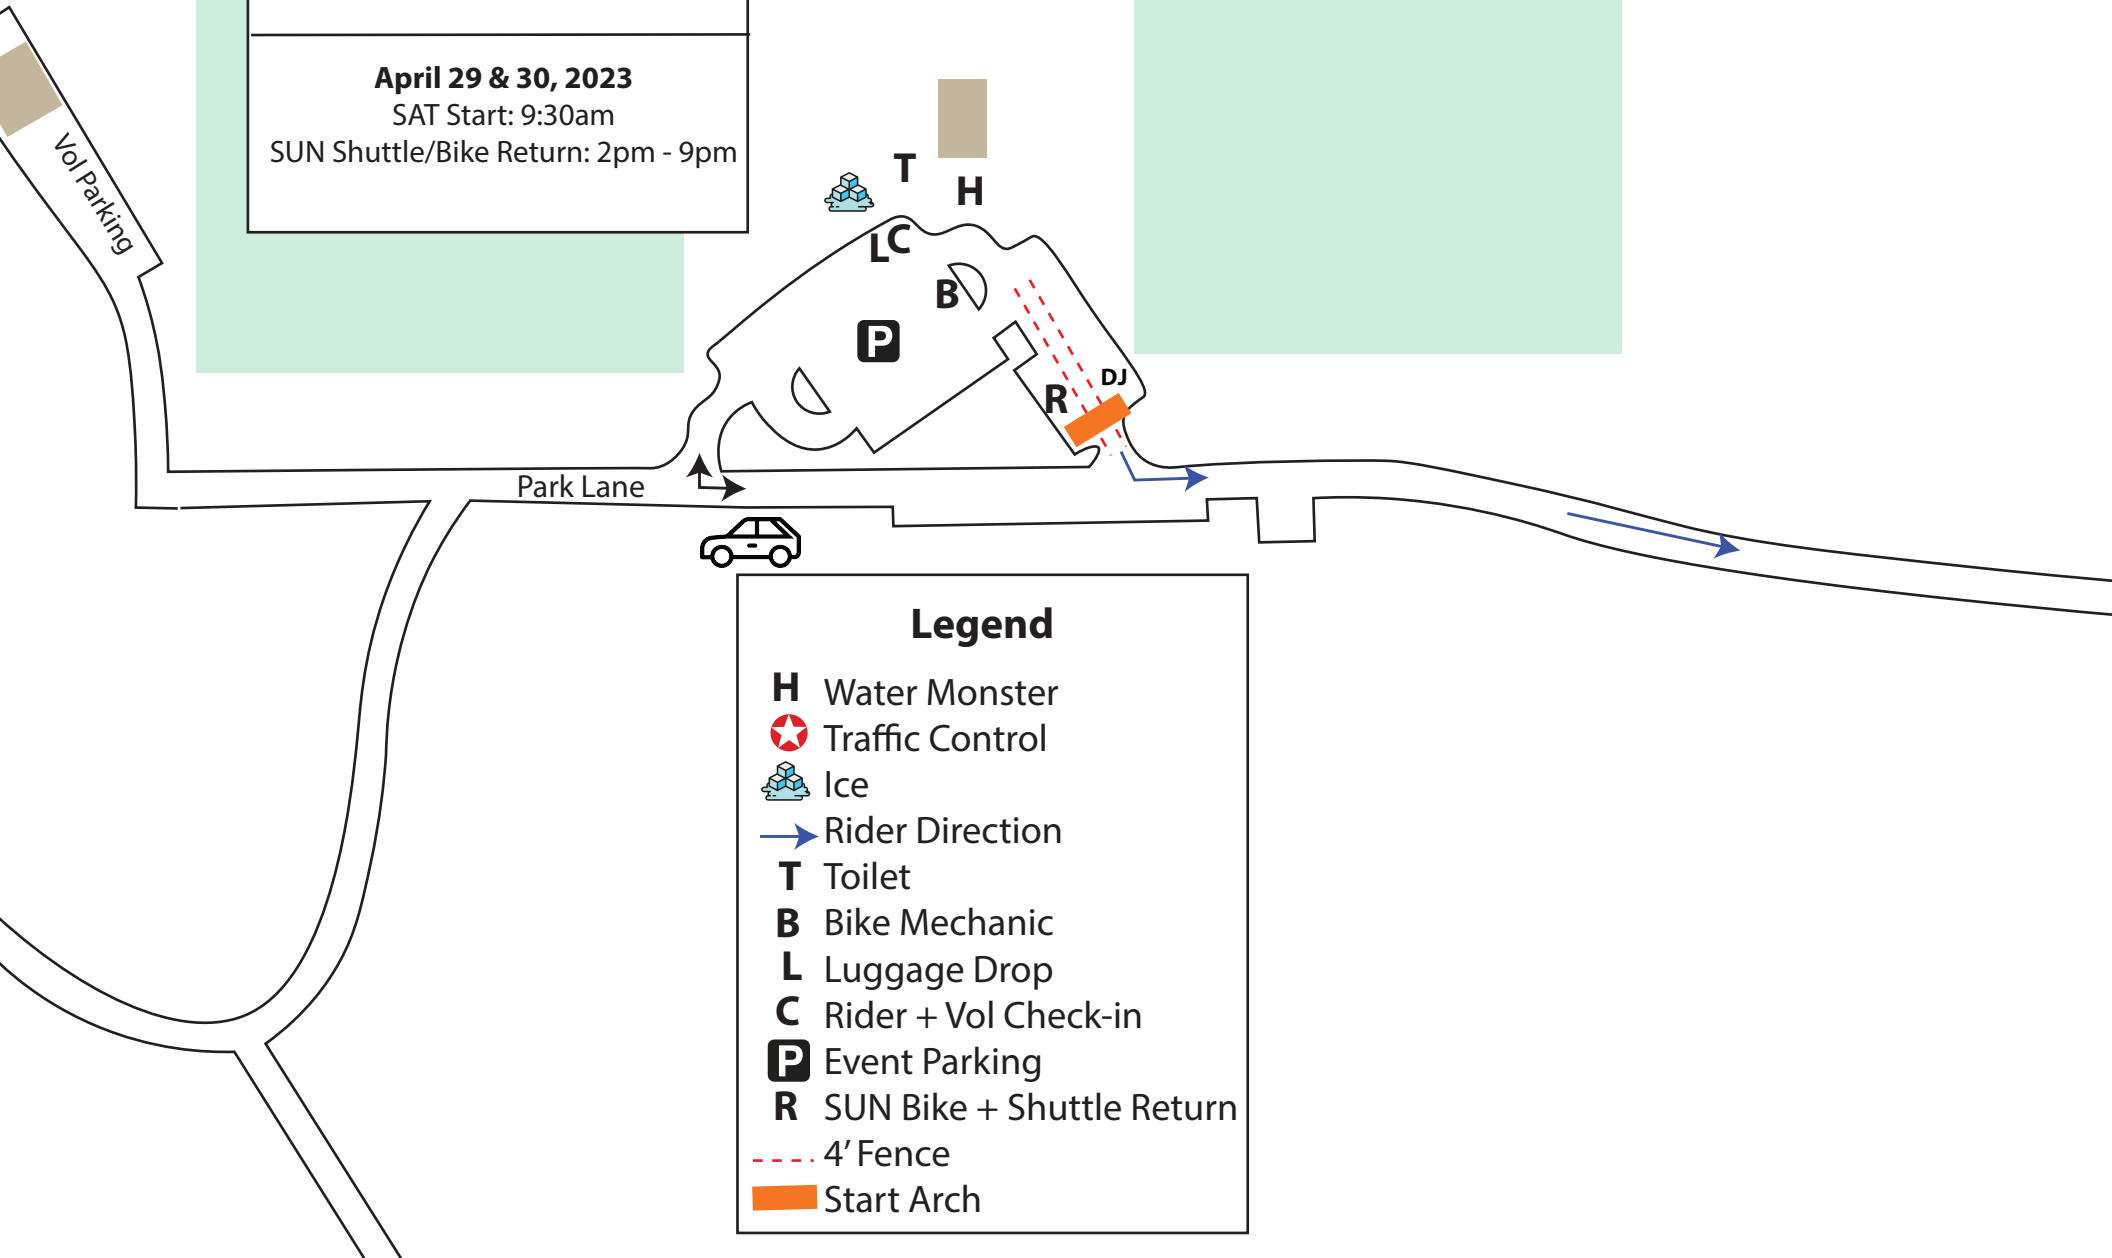 April 29 & 30, 2023
SAT Start: 9:30am
SUN Shuttle/Bike Return: 2pm - 9pm
Vol Parking
T
H
L
C
B
P
DJ
R
Park Lane
Legend
H Water Monster
Traffic Control
Ice
Rider Direction
T Toilet
B Bike Mechanic
L Luggage Drop
C Rider + Vol Check-in
P Event Parking
R SUN Bike + Shuttle Return
4’ Fence
Start Arch